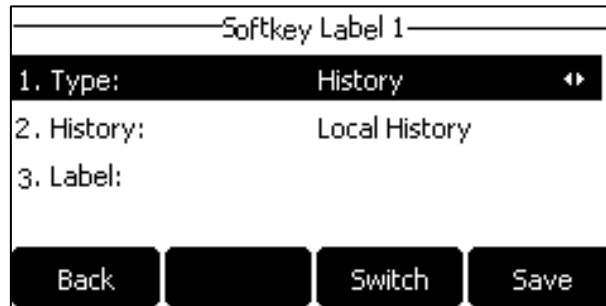 Softkey Label 1
1. Type: History
2. History: Local History
3. Label:
Back Switch Save